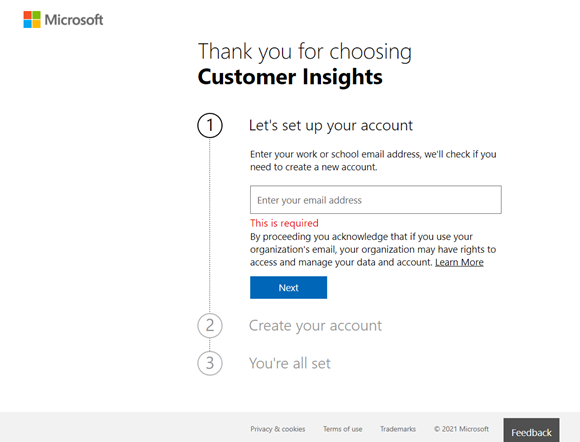 Microsoft
Thank you for choosing
Customer Insights
1 Let's set up your account
Enter your work or school email address, we'll check if you
need to create a new account.
Enter your email address
This is required
By proceeding you acknowledge that if you use your
organization's email, your organization may have rights to
access and manage your data and account. Learn More
Next
2 Create your account
3 You're all set
Privacy & cookies Terms of use Trademarks © 2021 Microsoft Feedback